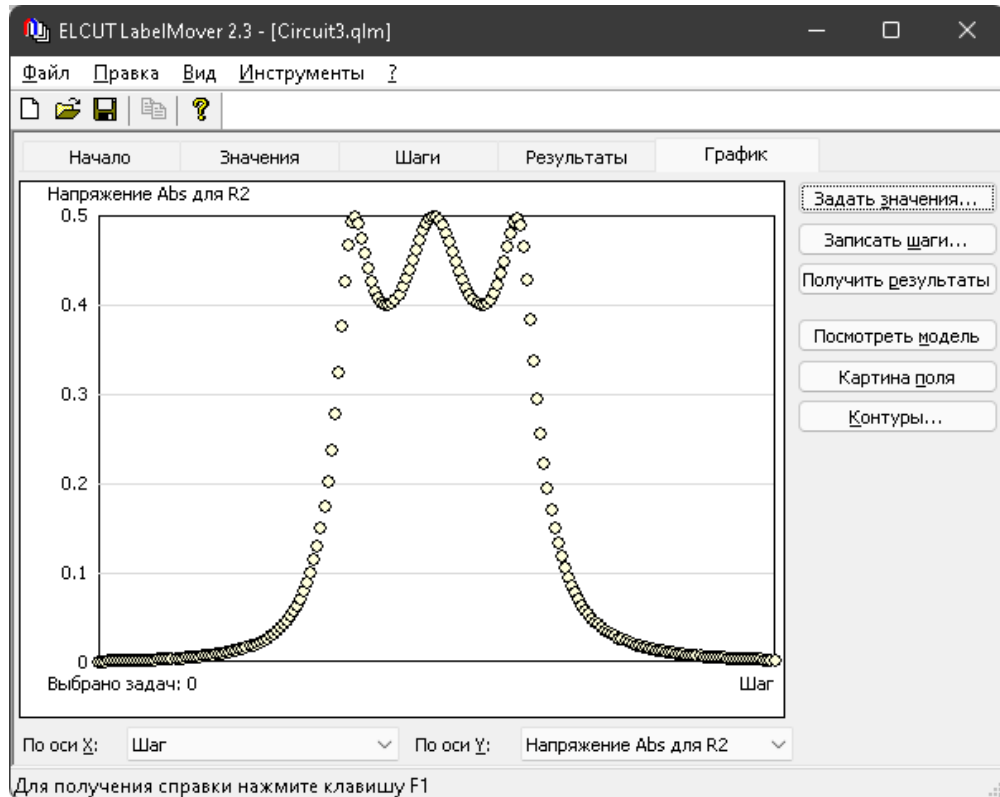 ELCUT LabelMover 2.3 - [Circuit3.qlm]
Файл Правка Вид Инструменты ?
Начало Значения Шаги Результаты График
Напряжение Abs для R2
0.5
0.4
0.3
0.2
0.1
0
Выбрано задач: 0 Шаг
Задать значения...
Записать шаги...
Получить результаты
Посмотреть модель
Картина поля
Контуры...
По оси X: Шаг По оси Y: Напряжение Abs для R2
Для получения справки нажмите клавишу F1